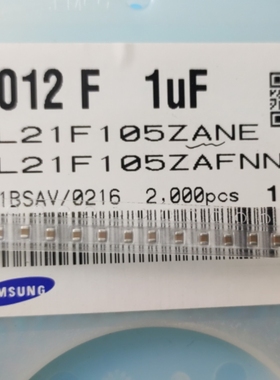 012 F 1uF
L21F105ZANE
L21F105ZAFNN
1BSAV/0216 2,000pcs 1
MSUNG